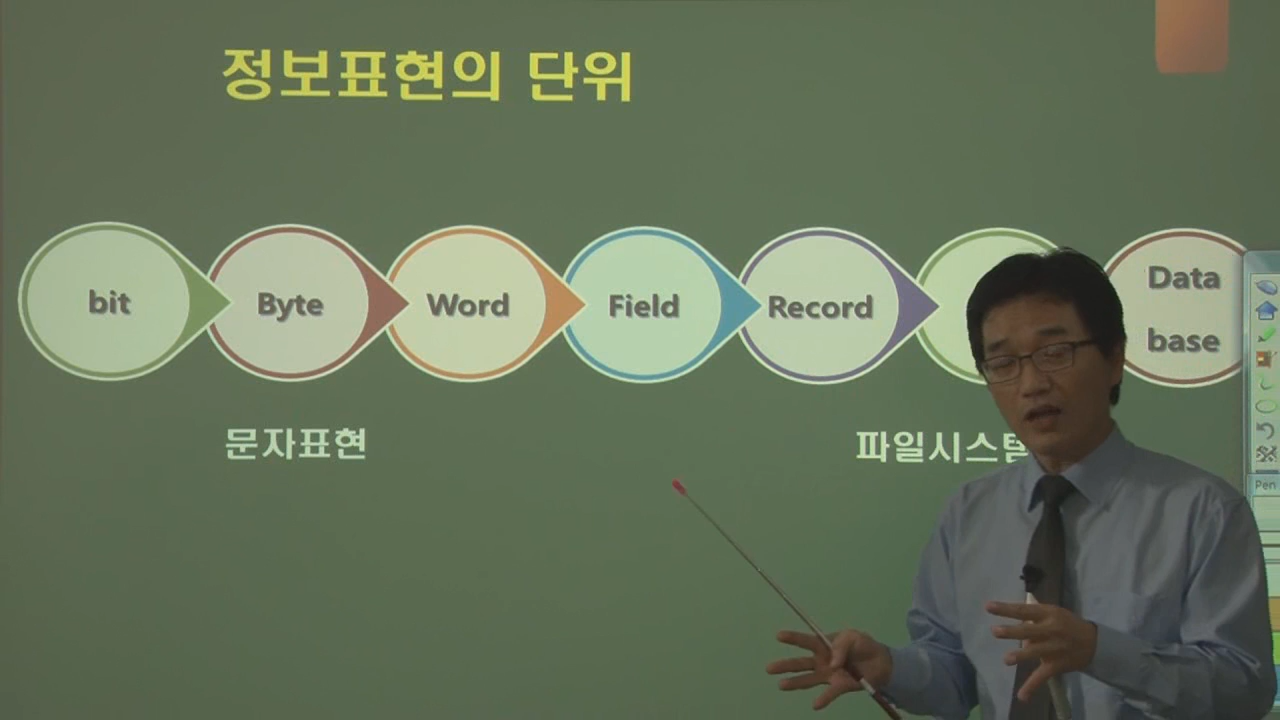 정보표현의 단위
bit
Byte
Word
Field
Record
Data
base
문자표현
파일시스템
Pen